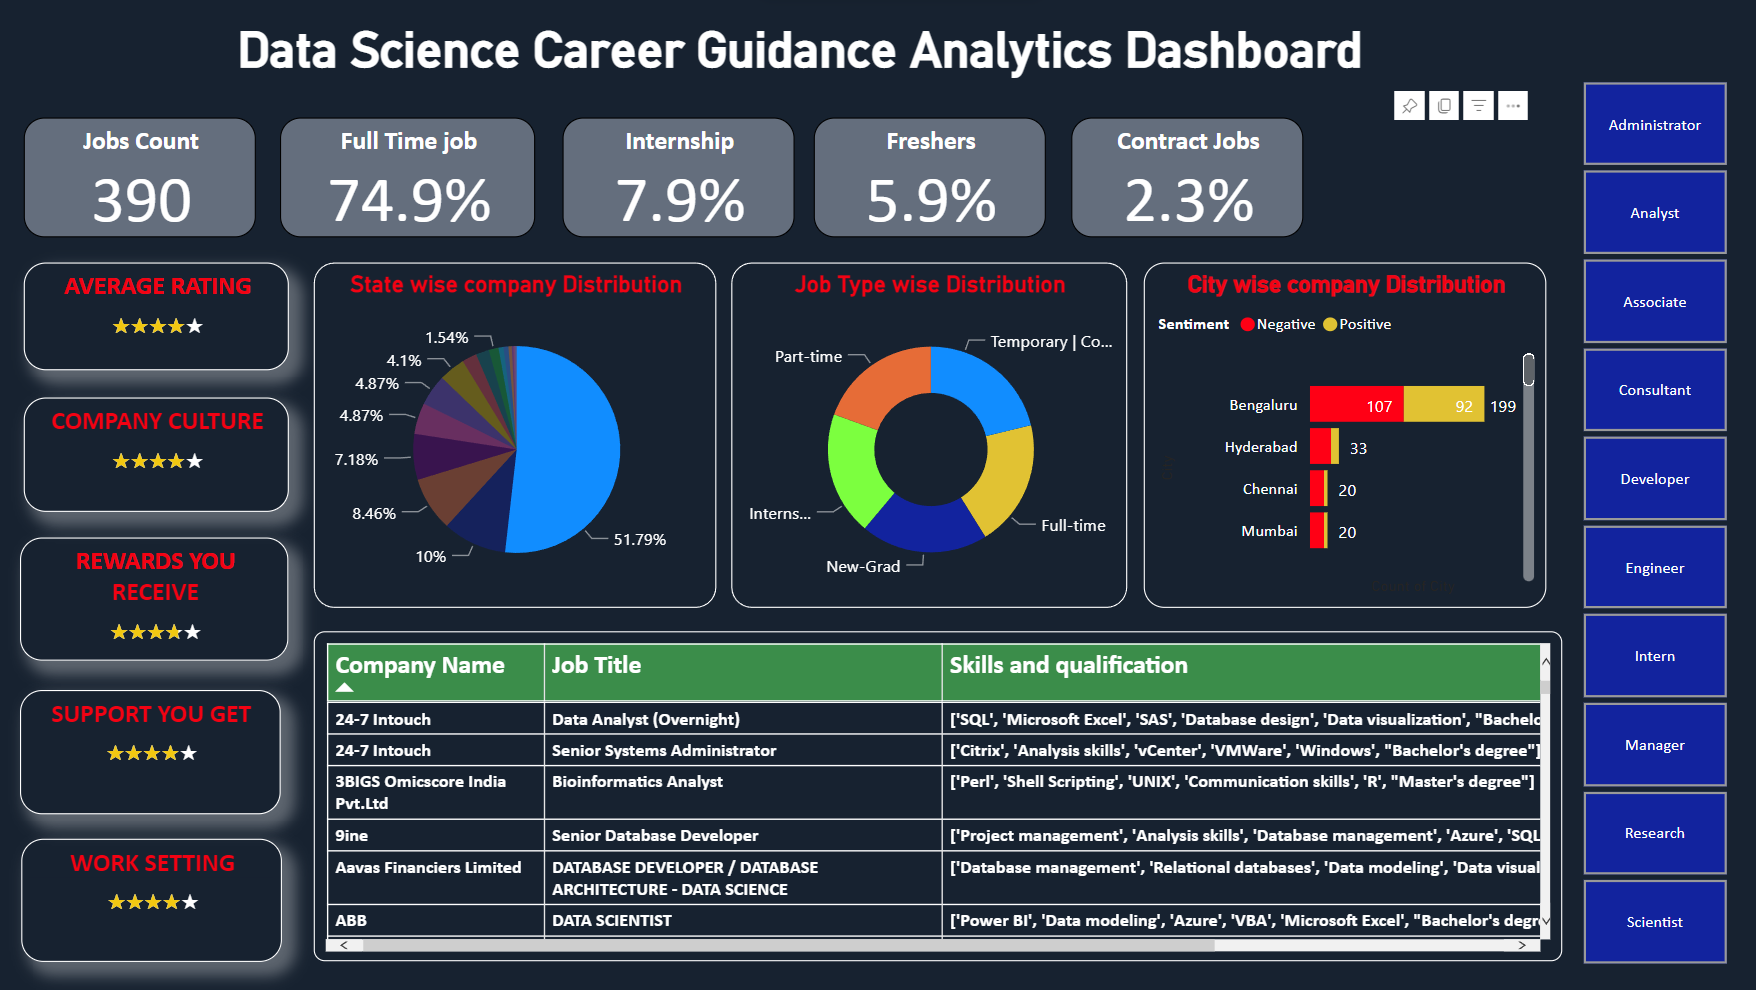 Data Science Career Guidance Analytics Dashboard
Jobs Count
390
Full Time job
74.9%
Internship
7.9%
Freshers
5.9%
Contract Jobs
2.3%
AVERAGE RATING
COMPANY CULTURE
REWARDS YOU
RECEIVE
SUPPORT YOU GET
WORK SETTING
State wise company Distribution
1.54%
4.1%
4.87%
4.87%
7.18%
8.46%
10%
51.79%
Job Type wise Distribution
Temporary | Co...
Part-time
Interns...
Full-time
New-Grad
City wise company Distribution
Sentiment Negative Positive
Bengaluru 107 92 199
Hyderabad 33
Chennai 20
Mumbai 20
Company Name Job Title Skills and qualification
24-7 Intouch Data Analyst (Overnight) ['SQL', 'Microsoft Excel', 'SAS', 'Database design', 'Data visualization', "Bachelo
24-7 Intouch Senior Systems Administrator ['Citrix', 'Analysis skills', 'vCenter', 'VMWare', 'Windows', "Bachelor's degree"]
3BIGS Omicscore India Bioinformatics Analyst ['Perl', 'Shell Scripting', 'UNIX', 'Communication skills', 'R', "Master's degree"]
Pvt.Ltd
9ine Senior Database Developer ['Project management', 'Analysis skills', 'Database management', 'Azure', 'SQL
Aavas Financiers Limited DATABASE DEVELOPER / DATABASE ['Database management', 'Relational databases', 'Data modeling', 'Data visual
ARCHITECTURE - DATA SCIENCE
ABB DATA SCIENTIST ['Power BI', 'Data modeling', 'Azure', 'VBA', 'Microsoft Excel', "Bachelor's degr
Administrator
Analyst
Associate
Consultant
Developer
Engineer
Intern
Manager
Research
Scientist